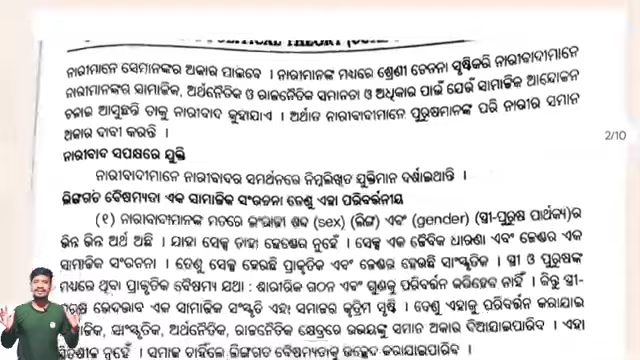 ନାରୀମାନେ ସେମାନଙ୍କର ଅଧିକାର ପାଇବେ । ନାରୀମାନଙ୍କ ମଧ୍ୟରେ ଶ୍ରେଣୀ ଚେତନା ସୃଷ୍ଟିକରି ନାରୀବାଦୀମାନେ
ନାରୀମାନଙ୍କର ସାମାଜିକ, ଅର୍ଥନୈତିକ ଓ ରାଜନୈତିକ ସମାନତା ଓ ଅଧିକାର ପାଇଁ ଯେଉଁ ସାମାଜିକ ଆନ୍ଦୋଳନ
ଚଳାଇ ଆସୁଛନ୍ତି ତାକୁ ନାରୀବାଦ କୁହାଯାଏ । ଅର୍ଥାତ ନାରୀବାଦୀମାନେ ପୁରୁଷମାନଙ୍କ ପରି ନାରୀର ସମାନ
ଅଧିକାର ଦାବୀ କରନ୍ତି ।
2/10
ନାରୀବାଦ ସପକ୍ଷରେ ଯୁକ୍ତି
ନାରୀବାଦୀମାନେ ନାରୀବାଦର ସମର୍ଥନରେ ନିମ୍ନଲିଖିତ ଯୁକ୍ତିମାନ ଦର୍ଶାଇଥାନ୍ତି ।
ଲିଙ୍ଗଗତ ବୈଷମ୍ୟତା ଏକ ସାମାଜିକ ସଂରଚନା ତେଣୁ ଏହା ପରିବର୍ତ୍ତନୀୟ
(୧) ନାରୀବାଦୀମାନଙ୍କ ମତରେ ଇଂରାଜୀ ଶବ୍ଦ (sex) (ଲିଙ୍ଗ) ଏବଂ (gender) (ସ୍ତ୍ରୀ-ପୁରୁଷ ପାର୍ଥକ୍ୟ)ର
ଭିନ୍ନ ଭିନ୍ନ ଅର୍ଥ ଅଛି । ଯାହା ସେକ୍ସ ତାହା ଜେଣ୍ଡର ନୁହେଁ । ସେକ୍ସ ଏକ ଜୈବିକ ଧାରଣା ଏବଂ ଜେଣ୍ଡର ଏକ
ସାମାଜିକ ସଂରଚନା । ତେଣୁ ସେକ୍ସ ହେଉଛି ପ୍ରାକୃତିକ ଏବଂ ଜେଣ୍ଡର ହେଉଛି ସାଂସ୍କୃତିକ । ସ୍ତ୍ରୀ ଓ ପୁରୁଷଙ୍କ
ମଧ୍ୟରେ ଥିବା ପ୍ରାକୃତିକ ବୈଷମ୍ୟ ଯଥା : ଶାରୀରିକ ଗଠନ ଏବଂ ଗୁଣକୁ ପରିବର୍ତ୍ତନ କରିହେବ ନାହିଁ । କିନ୍ତୁ ସ୍ତ୍ରୀ-
ଭେଦଭାବ ଏକ ସାମାଜିକ ସଂସ୍କୃତି ଏହା ସମାଜର କୃତ୍ରିମ ସୃଷ୍ଟି । ତେଣୁ ଏହାକୁ ପରିବର୍ତ୍ତନ କରାଯାଇ
ସାଂସ୍କୃତିକ, ଅର୍ଥନୈତିକ, ରାଜନୈତିକ କ୍ଷେତ୍ରରେ ଉଭୟଙ୍କୁ ସମାନ ଅଧିକାର ଦିଆଯାଇପାରିବ । ଏହା
ନୁହେଁ । ସମାଜ ଚାହିଁଲେ ଲିଙ୍ଗଗତ ବୈଷମ୍ୟତାକୁ ଉଚ୍ଛେଦ କରାଯାଇପାରିବ ।